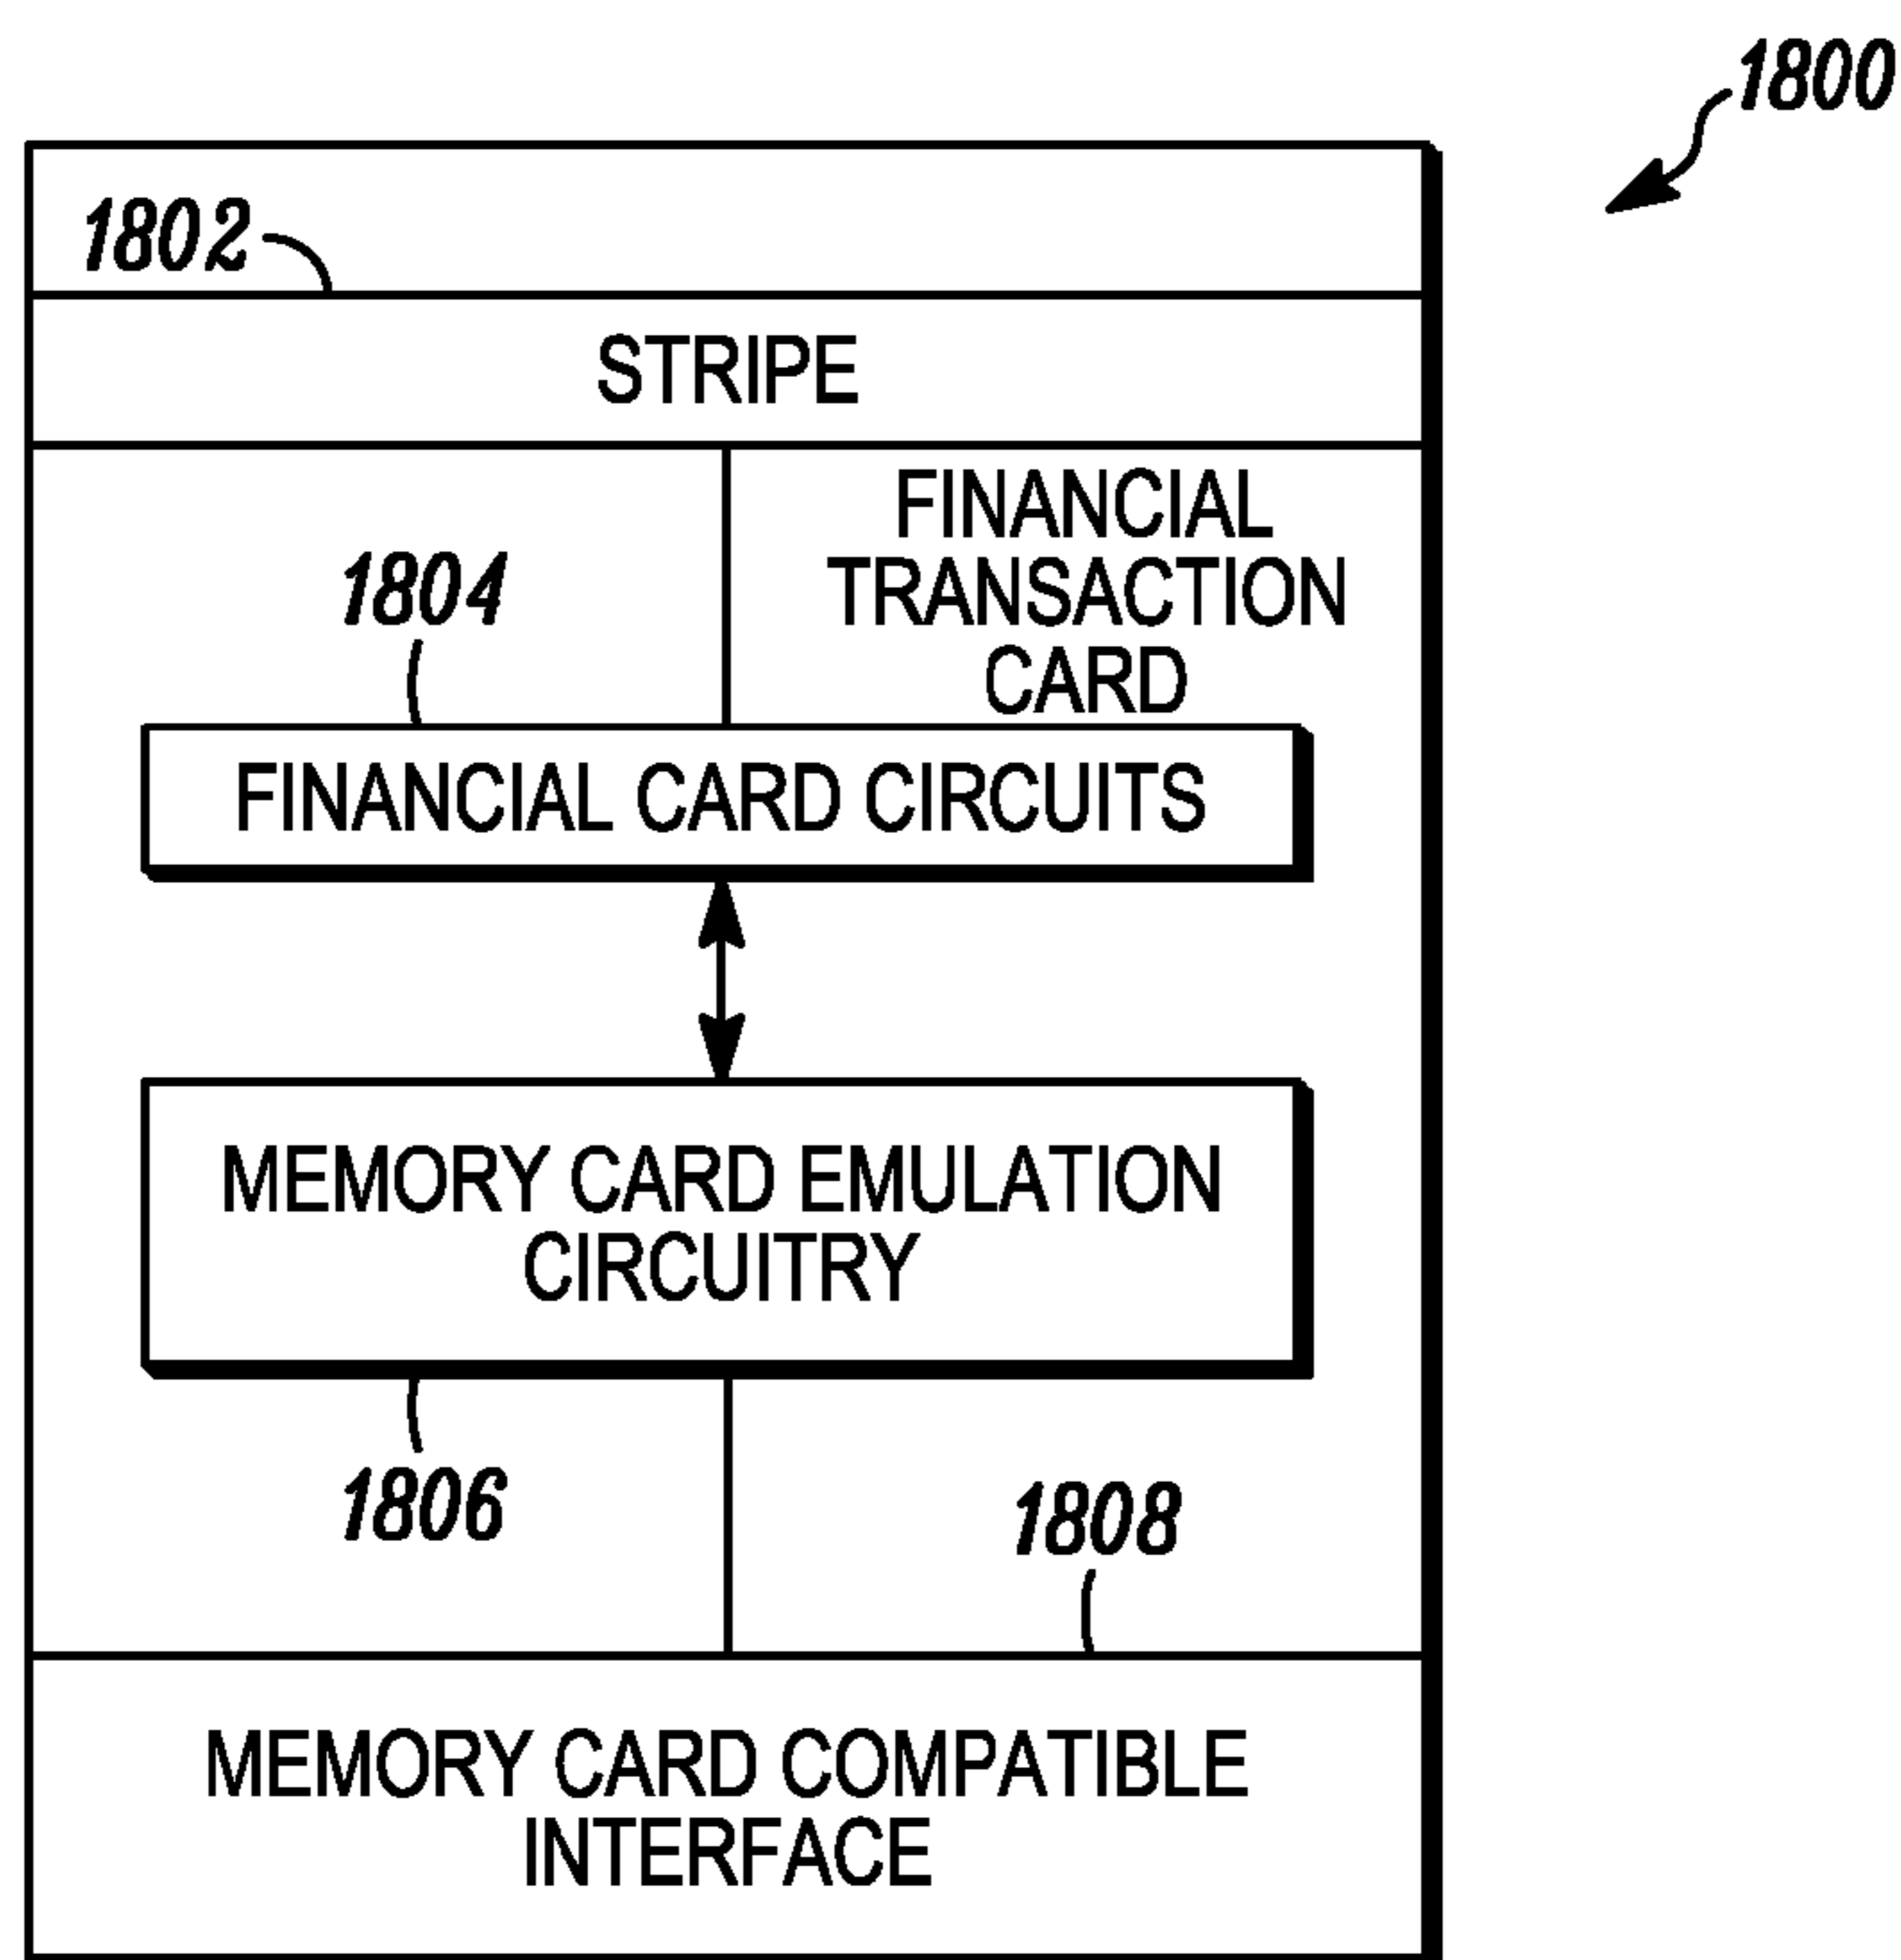 1800
1802
STRIPE
FINANCIAL
TRANSACTION
CARD
1804
FINANCIAL CARD CIRCUITS
MEMORY CARD EMULATION
CIRCUITRY
1806
1808
MEMORY CARD COMPATIBLE
INTERFACE